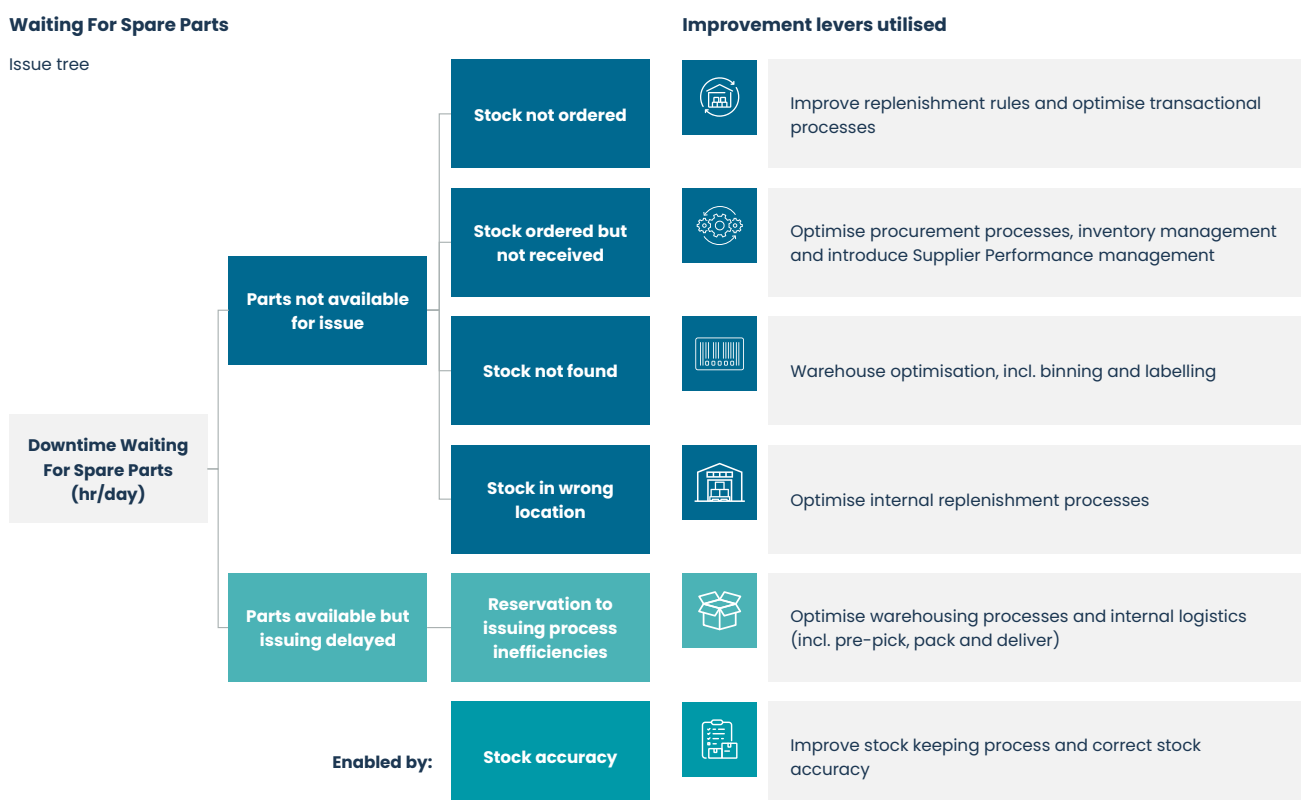 Waiting For Spare Parts
Improvement levers utilised
Issue tree
Stock not ordered
Improve replenishment rules and optimise transactional
processes
Stock ordered but
not received
Optimise procurement processes, inventory management
and introduce Supplier Performance management
Parts not available
for issue
Stock not found
Warehouse optimisation, incl. binning and labelling
Downtime Waiting
For Spare Parts
(hr/day)
Stock in wrong
location
Optimise internal replenishment processes
Parts available but
issuing delayed
Reservation to
issuing process
inefficiencies
Optimise warehousing processes and internal logistics
(incl. pre-pick, pack and deliver)
Enabled by:
Stock accuracy
Improve stock keeping process and correct stock
accuracy